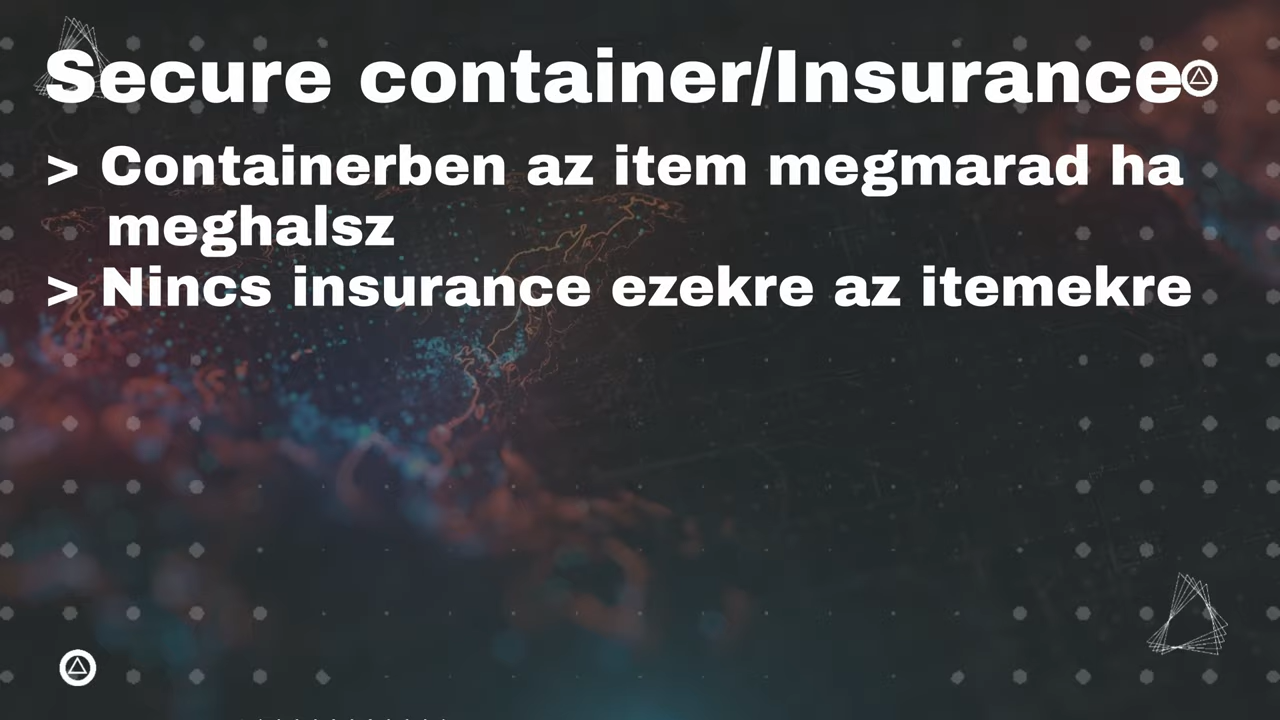 Secure container/Insurance
> Containerben az item megmarad ha
meghalsz
> Nincs insurance ezekre az itemekre